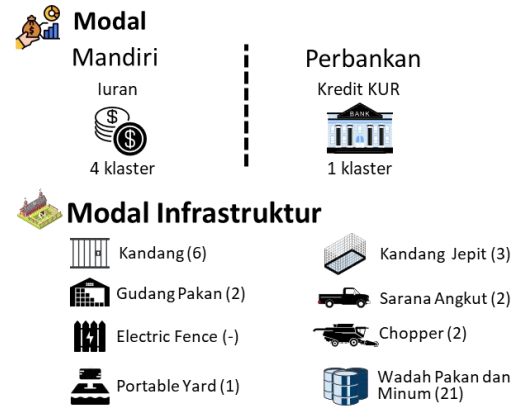 Modal
Mandiri
Iuran
4 klaster
Perbankan
Kredit KUR
BANK
1 klaster
Modal Infrastruktur
Kandang (6)
Gudang Pakan (2)
Electric Fence (-)
Portable Yard (1)
Kandang Jepit (3)
Sarana Angkut (2)
Chopper (2)
Wadah Pakan dan
Minum (21)